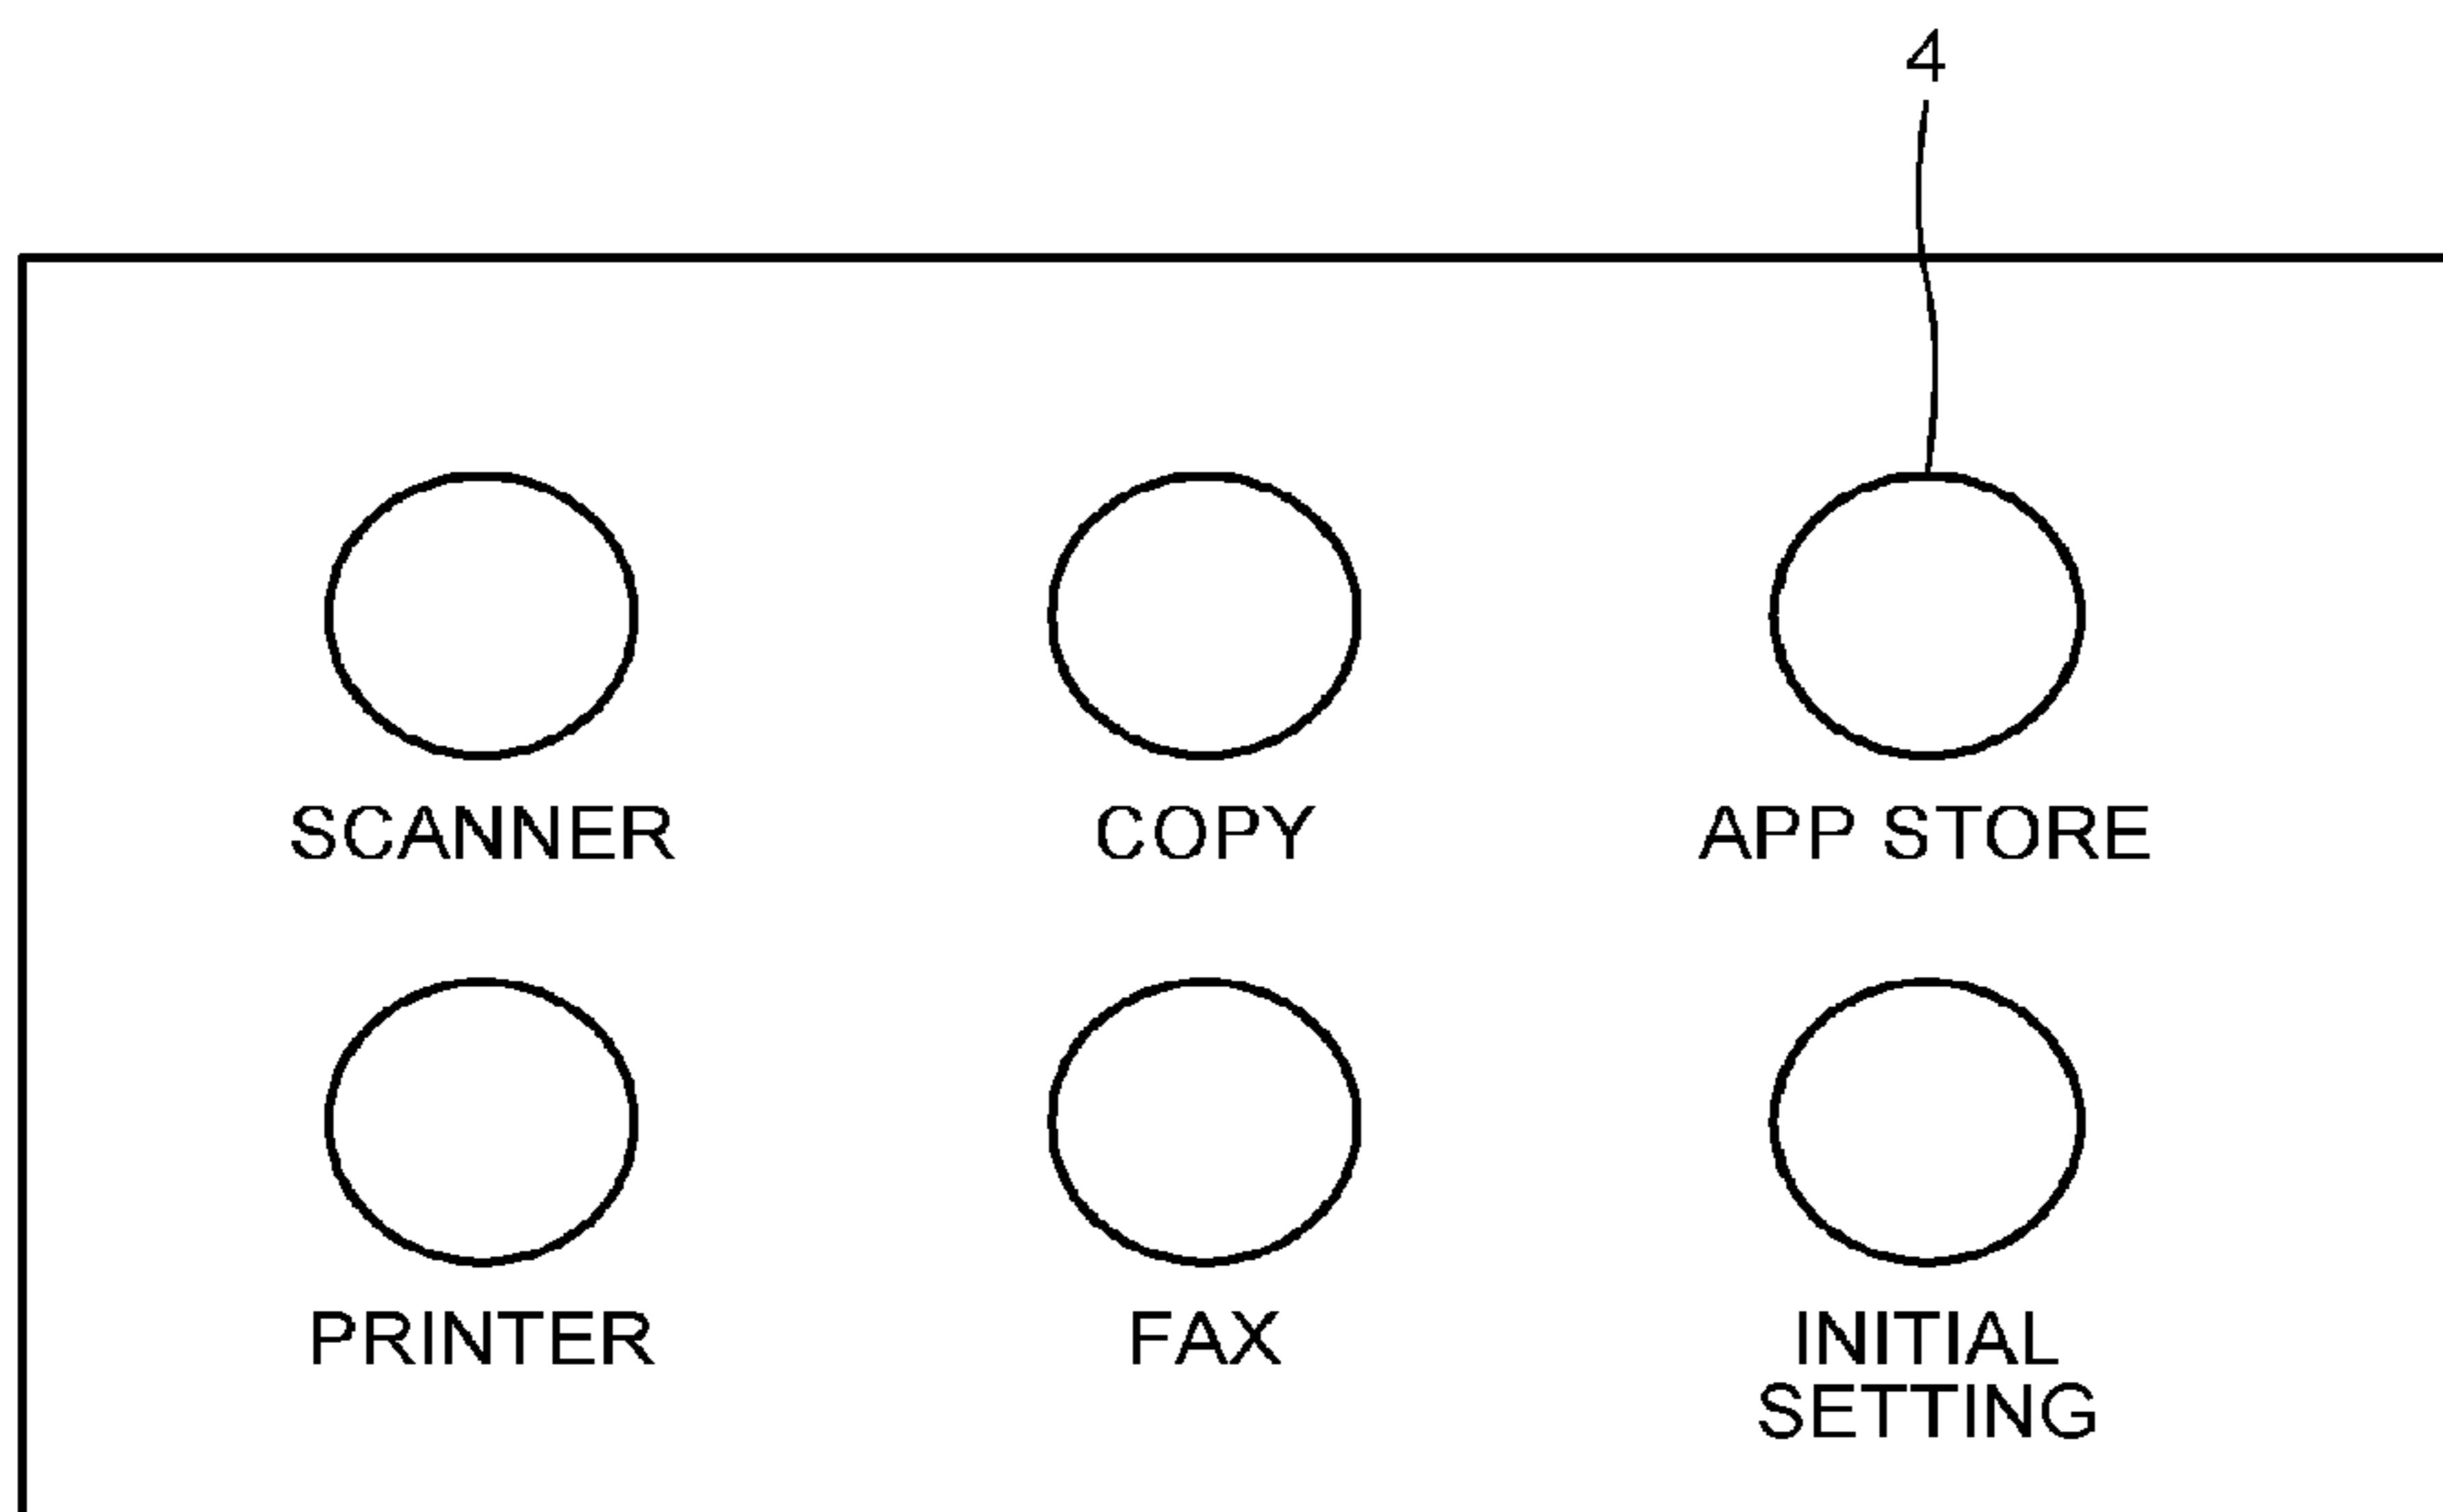 4
SCANNER
COPY
APP STORE
PRINTER
FAX
INITIAL
SETTING